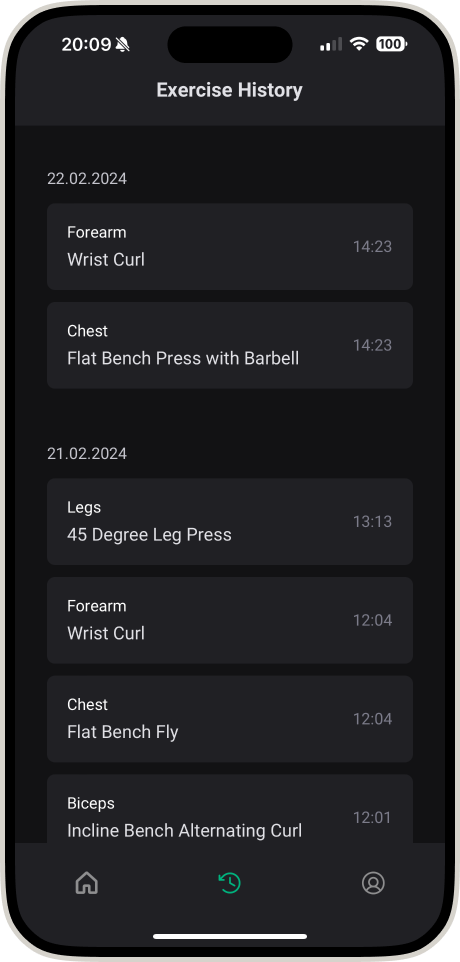 20:09
100
Exercise History
22.02.2024
Forearm
Wrist Curl
14:23
Chest
Flat Bench Press with Barbell
14:23
21.02.2024
Legs
45 Degree Leg Press
13:13
Forearm
Wrist Curl
12:04
Chest
Flat Bench Fly
12:04
Biceps
Incline Bench Alternating Curl
12:01